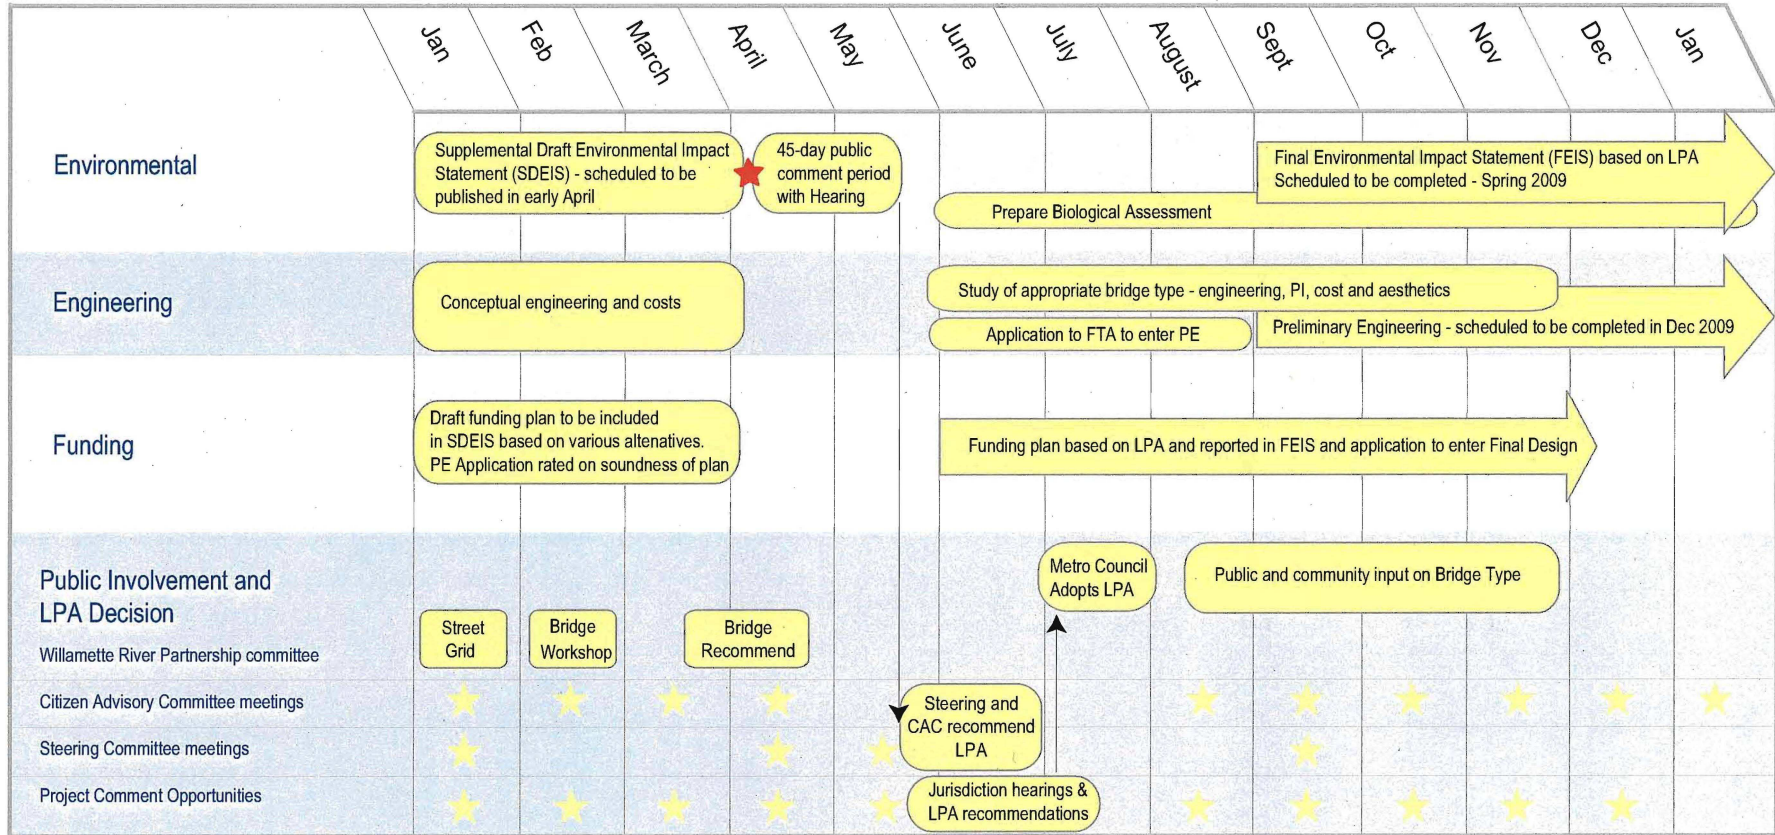 Jan
Feb
March
April
May
June
July
August
Sept
Oct
Nov
Dec
Jan
Environmental
Supplemental Draft Environmental Impact
Statement (SDEIS) - scheduled to be
published in early April
45-day public
comment period
with Hearing
Final Environmental Impact Statement (FEIS) based on LPA
Scheduled to be completed - Spring 2009
Prepare Biological Assessment
Engineering
Conceptual engineering and costs
Study of appropriate bridge type - engineering, PI, cost and aesthetics
Application to FTA to enter PE
Preliminary Engineering - scheduled to be completed in Dec 2009
Funding
Draft funding plan to be included
in SDEIS based on various altenatives.
PE Application rated on soundness of plan
Funding plan based on LPA and reported in FEIS and application to enter Final Design
Public Involvement and
LPA Decision
Metro Council
Adopts LPA
Public and community input on Bridge Type
Willamette River Partnership committee
Street
Grid
Bridge
Workshop
Bridge
Recommend
Citizen Advisory Committee meetings
Steering and
CAC recommend
LPA
Steering Committee meetings
Project Comment Opportunities
Jurisdiction hearings &
LPA recommendations